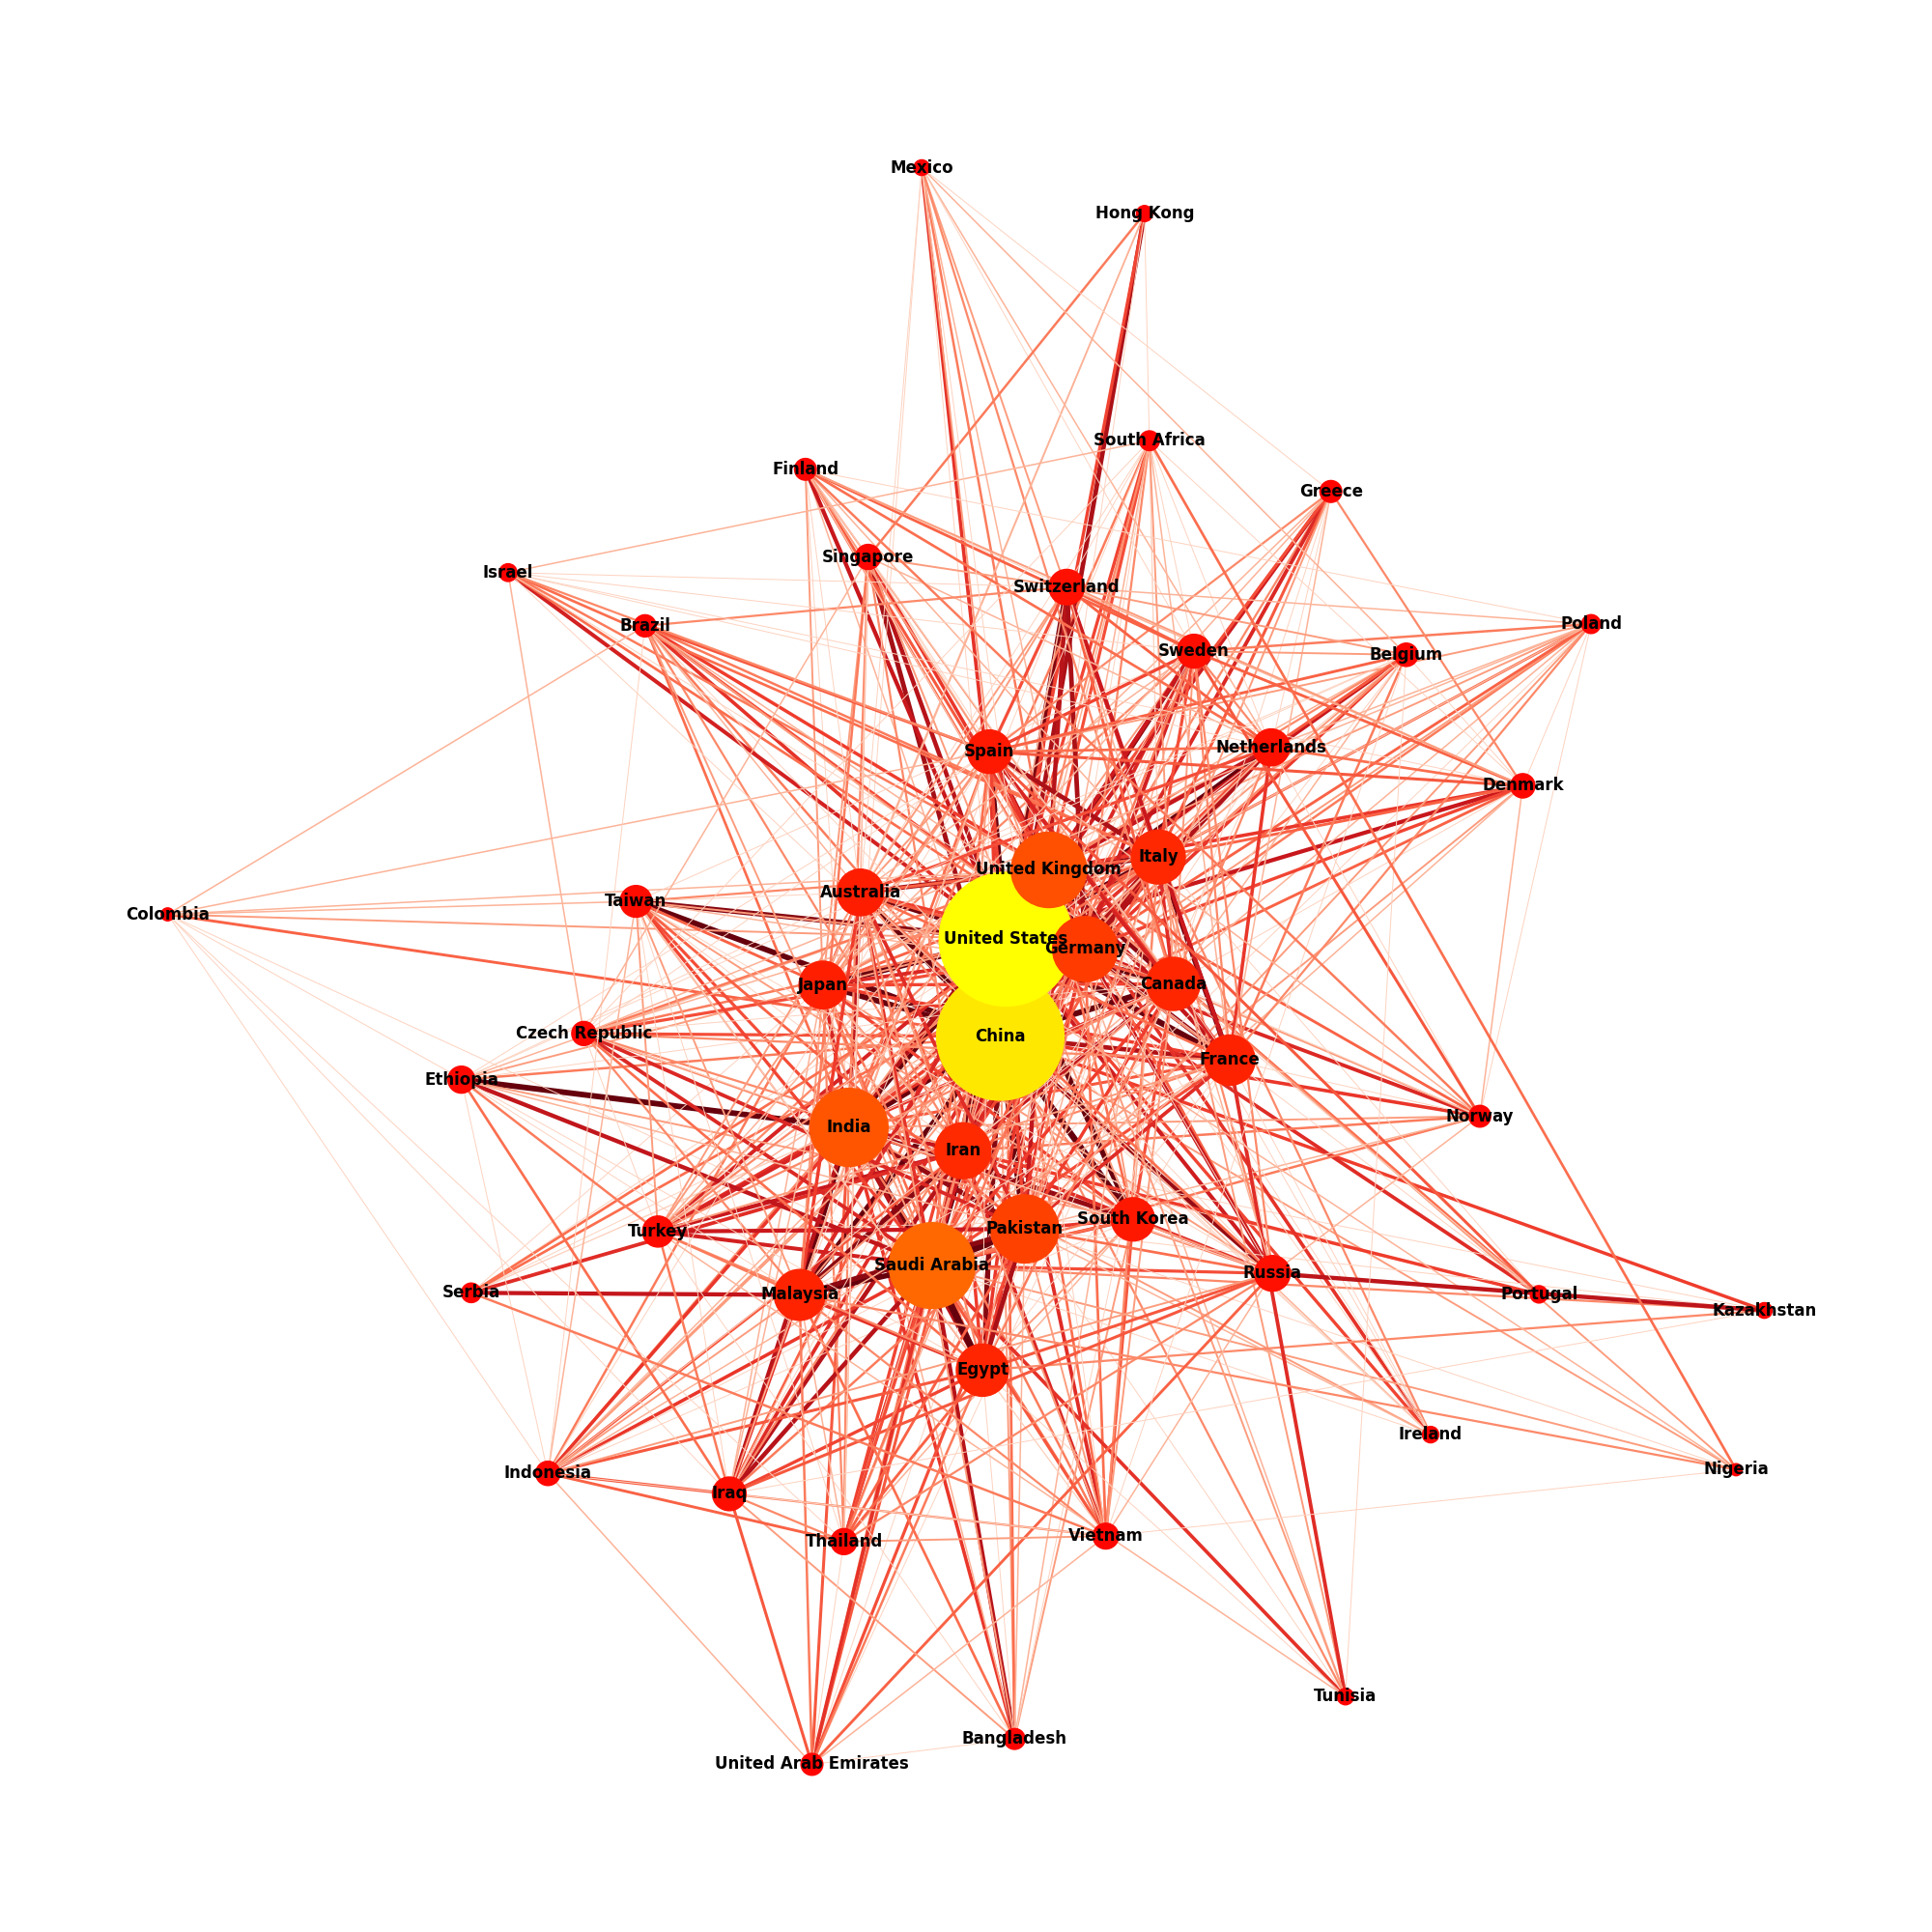 Mexico
Hong Kong
South Africa
Finland
Greece
Singapore
Israel
Switzerland
Brazil
Poland
Sweden
Belgium
Spain
Netherlands
Denmark
United Kingdom
Italy
Australia
Taiwan
Colombia
United States
Germany
Japan
Canada
Czech Republic
China
France
Ethiopia
Norway
India
Iran
South Korea
Pakistan
Turkey
Saudi Arabia
Russia
Serbia
Malaysia
Portugal
Kazakhstan
Egypt
Ireland
Nigeria
Indonesia
Iraq
Vietnam
Thailand
Tunisia
Bangladesh
United Arab Emirates